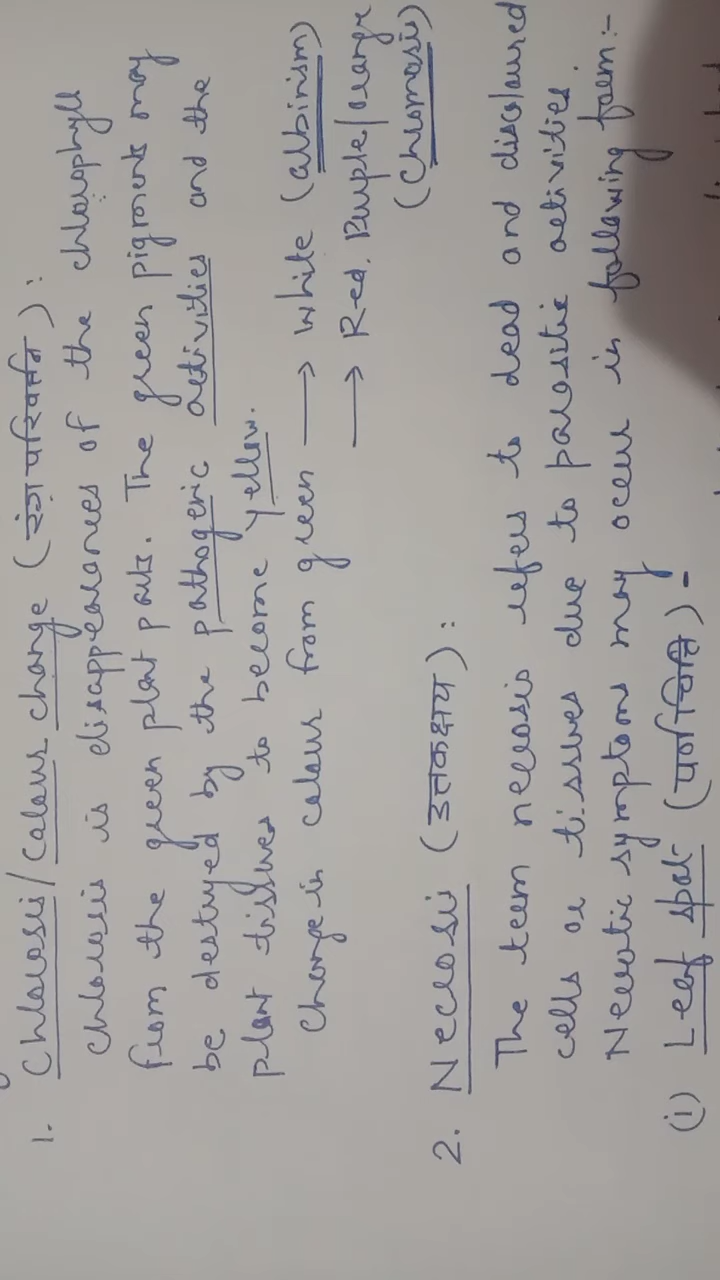 1. Chlorosis/Colour change (रंग परिवर्तन) :
Chlorosis is disappearances of the chlorophyll
from the green plant parts. The green pigments may
be destryed by the pathogenic activities and the
plant tissues to become yellow.
Change in colour from green → White (albinism)
→ Red, Purple/orange
(Chromosis)
2. Necrosis (उत्तकक्षय) :
The term necrosis refers to dead and discloured
cells or tissues due to parasitic activities.
Necrotic symptoms may occur in following form:-
(i) Leaf spot (पर्णचित्ति) -